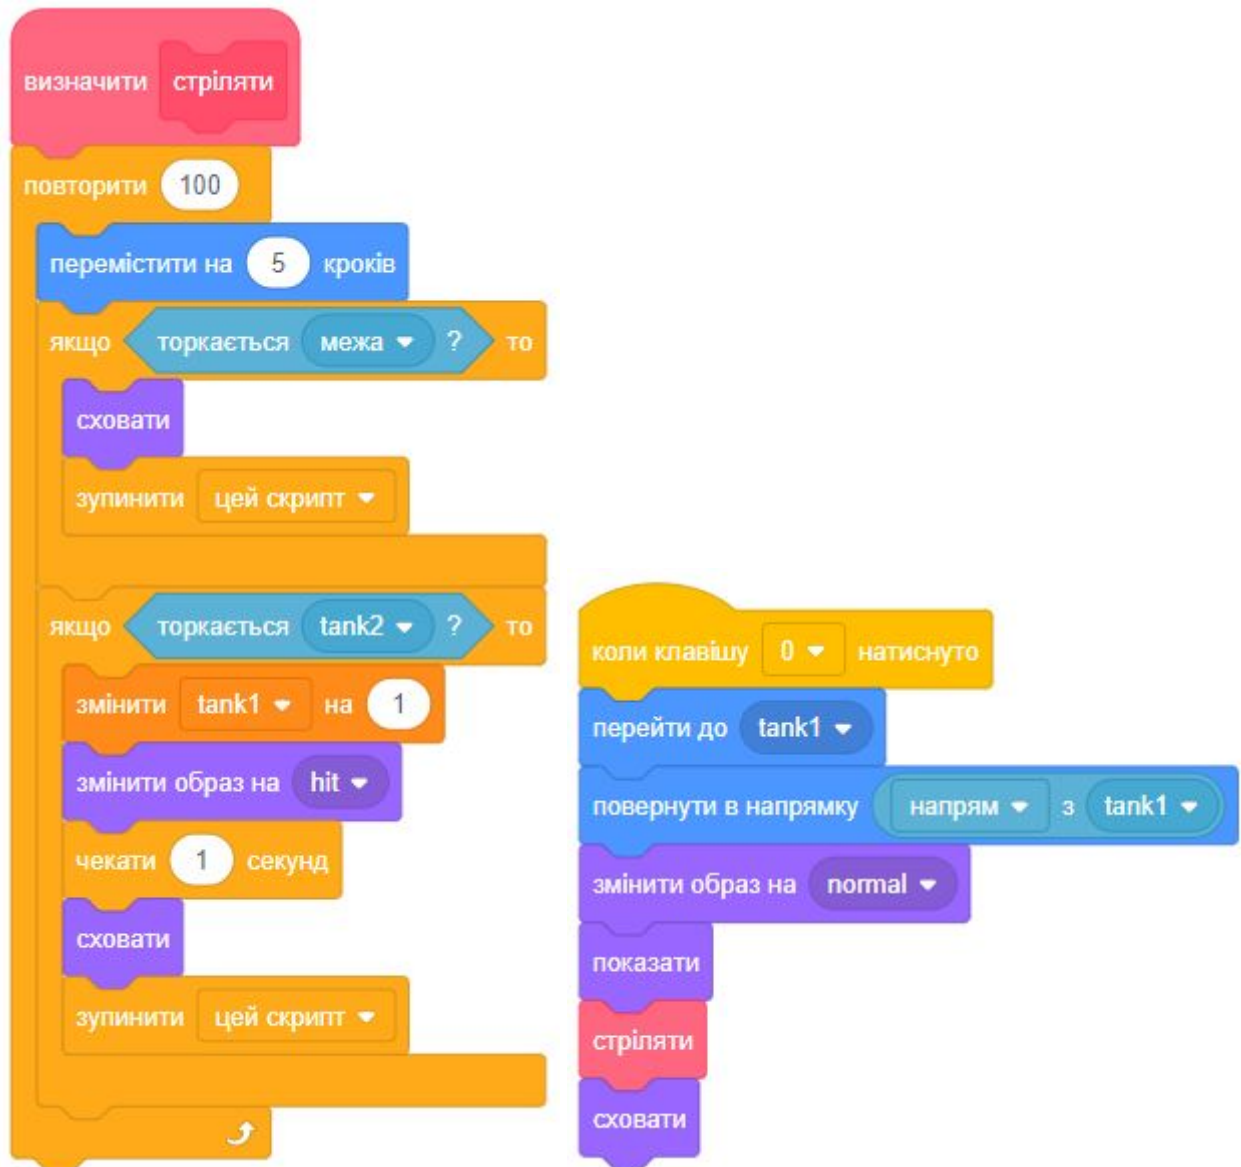 визначити стріляти
повторити 100
перемістити на 5 кроків
якщо торкається межа ? то
сховати
зупинити цей скрипт
якщо торкається tank2 ? то
змінити tank1 на 1
змінити образ на hit
чекати 1 секунд
сховати
зупинити цей скрипт
коли клавішу 0 натиснуто
перейти до tank1
повернути в напрямку напрям з tank1
змінити образ на normal
показати
стріляти
сховати